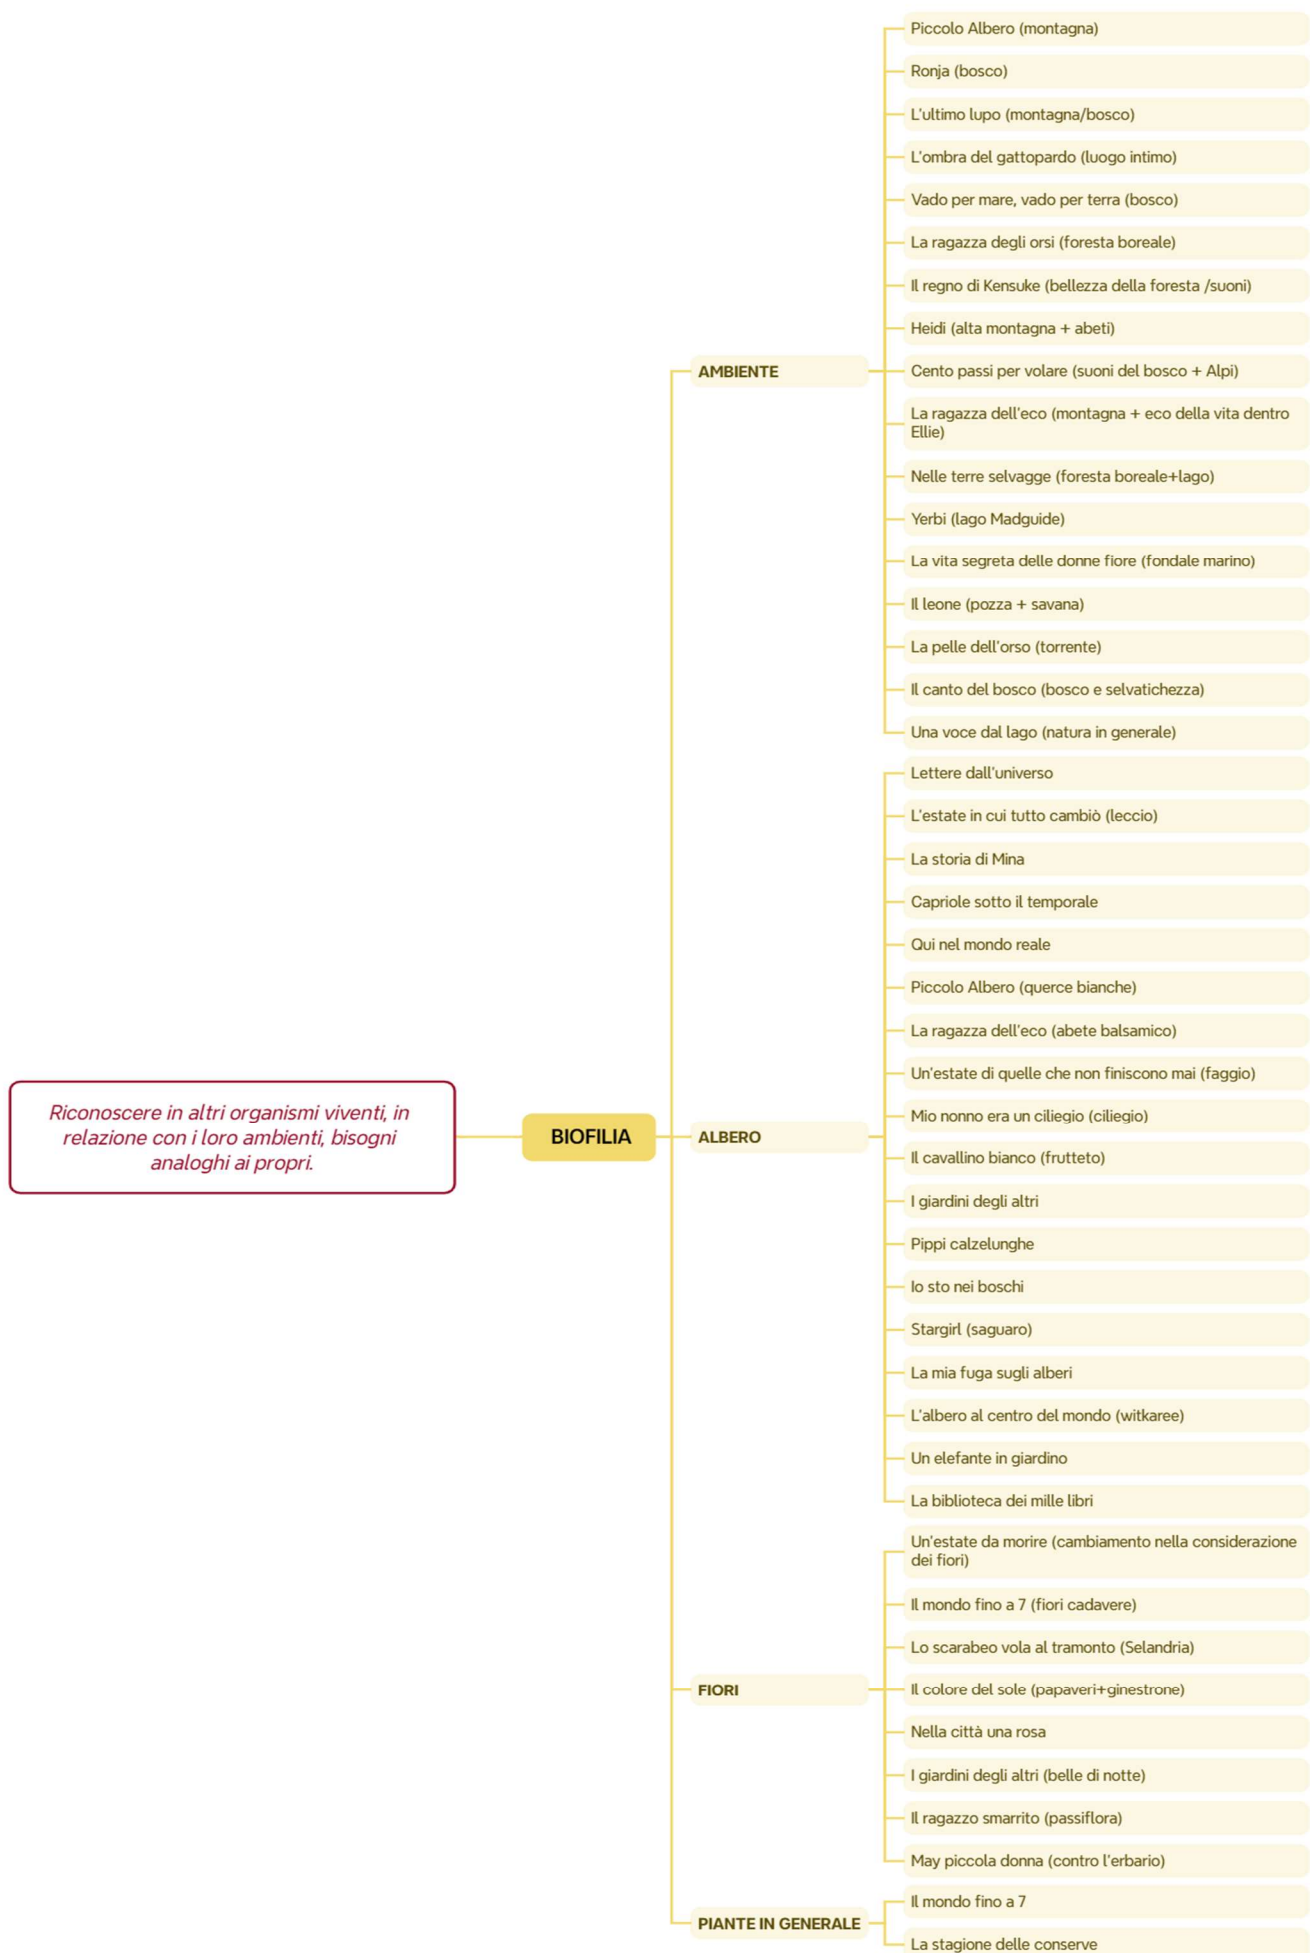 Riconoscere in altri organismi viventi, in
relazione con i loro ambienti, bisogni
analoghi ai propri.
BIOFILIA
AMBIENTE
Piccolo Albero (montagna)
Ronja (bosco)
L'ultimo lupo (montagna/bosco)
L'ombra del gattopardo (luogo intimo)
Vado per mare, vado per terra (bosco)
La ragazza degli orsi (foresta boreale)
Il regno di Kensuke (bellezza della foresta /suoni)
Heidi (alta montagna + abeti)
Cento passi per volare (suoni del bosco + Alpi)
La ragazza dell'eco (montagna + eco della vita dentro
Ellie)
Nelle terre selvagge (foresta boreale+lago)
Yerbi (lago Madguide)
La vita segreta delle donne fiore (fondale marino)
Il leone (pozza + savana)
La pelle dell'orso (torrente)
Il canto del bosco (bosco e selvatichezza)
Una voce dal lago (natura in generale)
ALBERO
Lettere dall'universo
L'estate in cui tutto cambiò (leccio)
La storia di Mina
Capriole sotto il temporale
Qui nel mondo reale
Piccolo Albero (querce bianche)
La ragazza dell'eco (abete balsamico)
Un'estate di quelle che non finiscono mai (faggio)
Mio nonno era un ciliegio (ciliegio)
Il cavallino bianco (frutteto)
I giardini degli altri
Pippi calzelunghe
Io sto nei boschi
Stargirl (saguaro)
La mia fuga sugli alberi
L'albero al centro del mondo (witkaree)
Un elefante in giardino
La biblioteca dei mille libri
FIORI
Un'estate da morire (cambiamento nella considerazione
dei fiori)
Il mondo fino a 7 (fiori cadavere)
Lo scarabeo vola al tramonto (Selandria)
Il colore del sole (papaveri+ginestrone)
Nella città una rosa
I giardini degli altri (belle di notte)
Il ragazzo smarrito (passiflora)
May piccola donna (contro l'erbario)
PIANTE IN GENERALE
Il mondo fino a 7
La stagione delle conserve